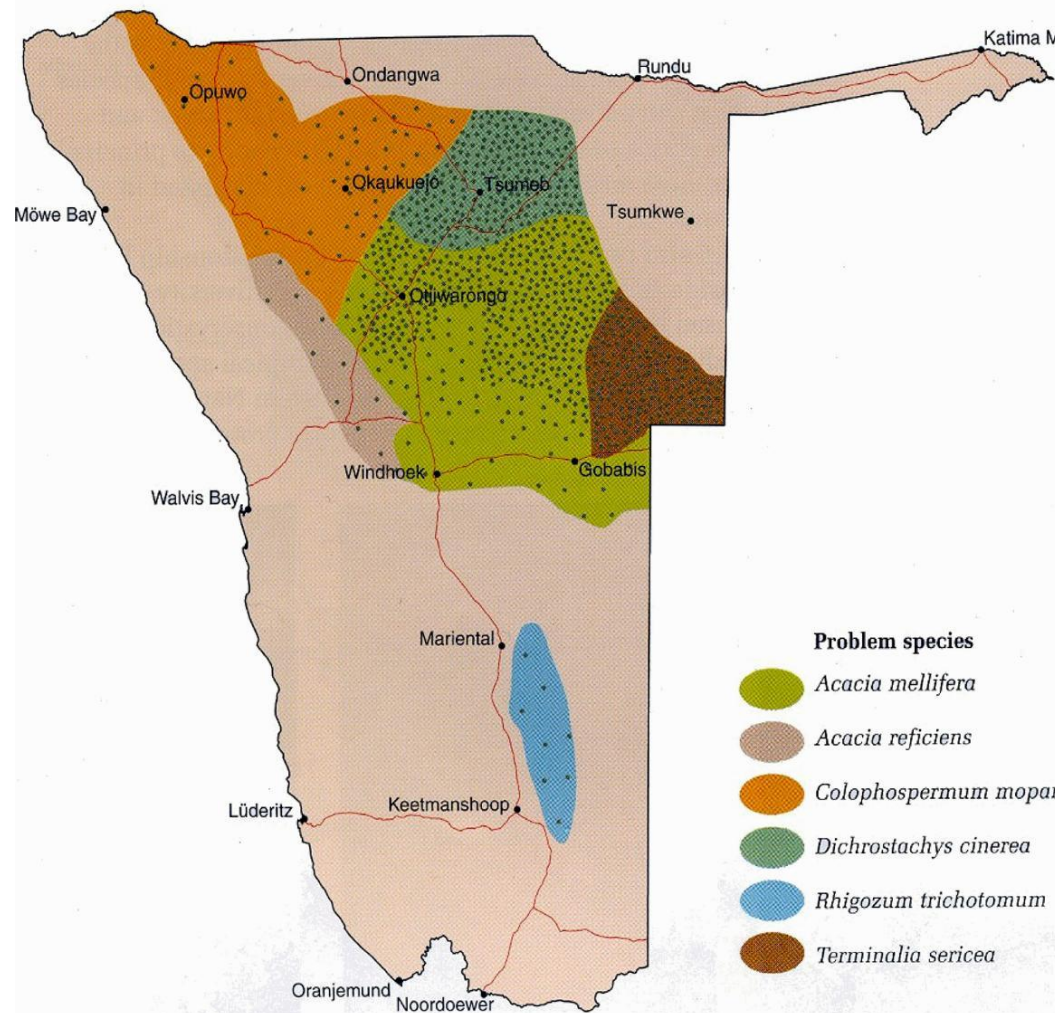 Katima M
Ondangwa
Rundu
Opuwo
Okaukuejo
Tsumeb
Tsumkwe
Möwe Bay
Otjiwarongo
Windhoek
Gobabis
Walvis Bay
Mariental
Problem species
Acacia mellifera
Acacia reficiens
Colophospermum mopan
Dichrostachys cinerea
Rhigozum trichotomum
Terminalia sericea
Keetmanshoop
Lüderitz
Oranjemund
Noordoewer